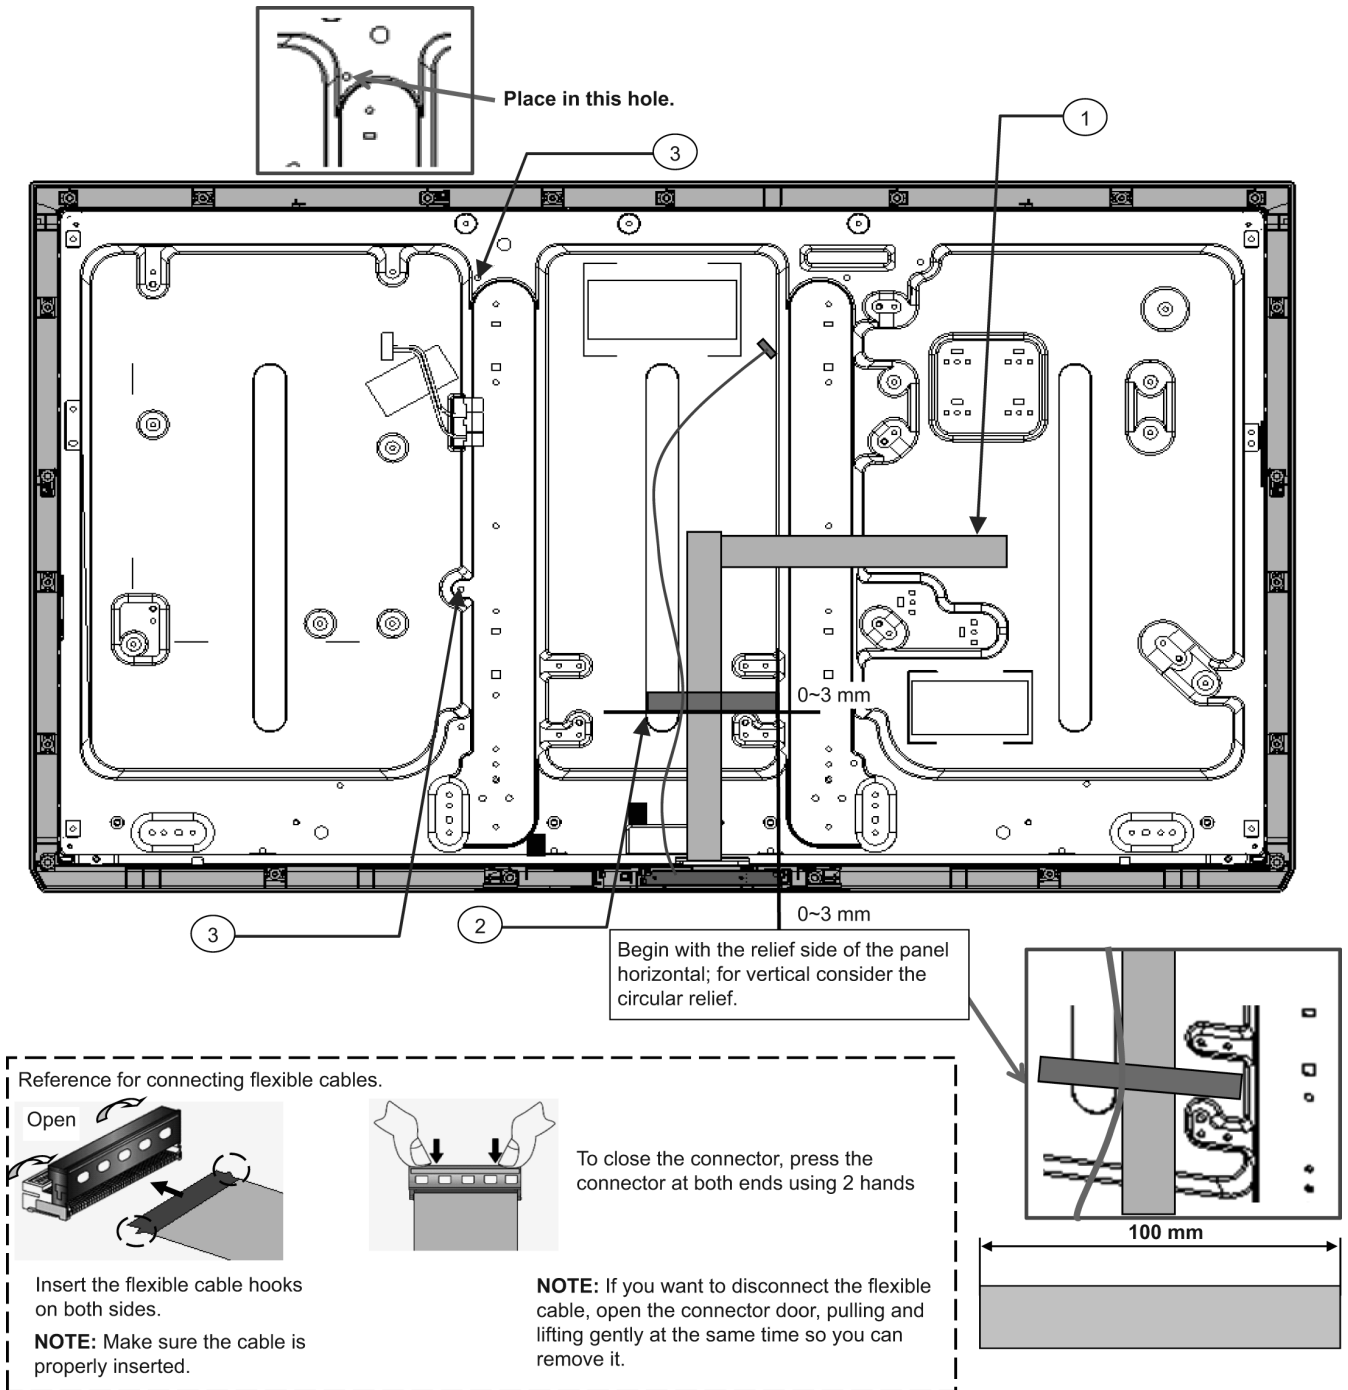 Place in this hole.
1
3
0~3 mm
3
2
0~3 mm
Begin with the relief side of the panel
horizontal; for vertical consider the
circular relief.
100 mm
Reference for connecting flexible cables.
Open
To close the connector, press the
connector at both ends using 2 hands
Insert the flexible cable hooks
on both sides.
NOTE: Make sure the cable is
properly inserted.
NOTE: If you want to disconnect the flexible
cable, open the connector door, pulling and
lifting gently at the same time so you can
remove it.